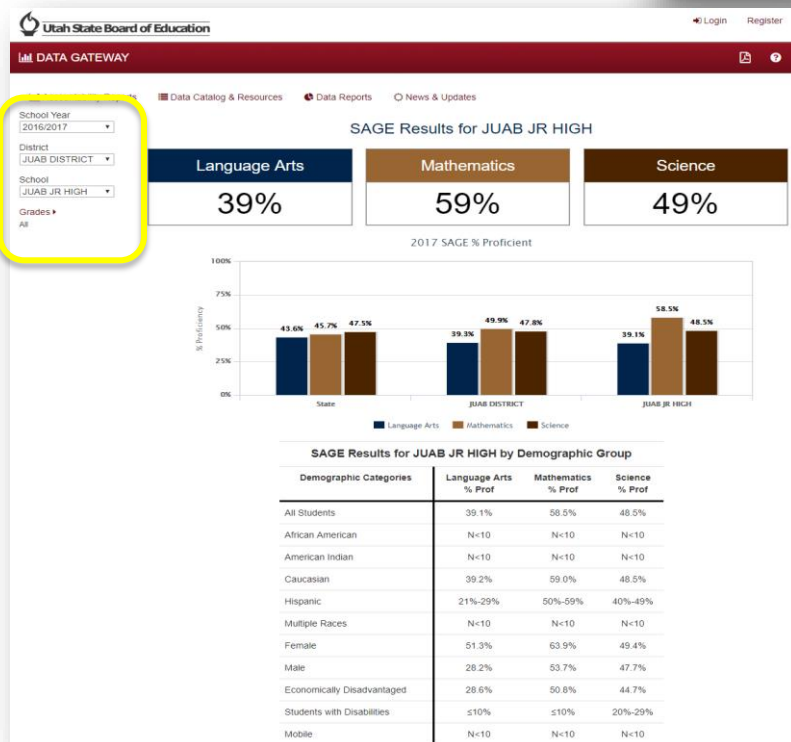 Utah State Board of Education
Login Register
DATA GATEWAY
Reports Data Catalog & Resources Data Reports News & Updates
School Year
2016/2017
District
JUAB DISTRICT
School
JUAB JR HIGH
Grades
All
SAGE Results for JUAB JR HIGH
Language Arts Mathematics Science
39% 59% 49%
2017 SAGE % Proficient
% Proficiency
100%
75%
50%
25%
0%
43.6% 45.7% 47.5% 39.3% 49.9% 47.8% 39.1% 58.5% 48.5%
State JUAB DISTRICT JUAB JR HIGH
Language Arts Mathematics Science
SAGE Results for JUAB JR HIGH by Demographic Group
Demographic Categories Language Arts Mathematics Science
% Prof % Prof % Prof
All Students 39.1% 58.5% 48.5%
African American N<10 N<10 N<10
American Indian N<10 N<10 N<10
Caucasian 39.2% 59.0% 48.5%
Hispanic 21%-29% 50%-59% 40%-49%
Multiple Races N<10 N<10 N<10
Female 51.3% 63.9% 49.4%
Male 28.2% 53.7% 47.7%
Economically Disadvantaged 28.6% 50.8% 44.7%
Students with Disabilities ≤10% ≤10% 20%-29%
Mobile N<10 N<10 N<10